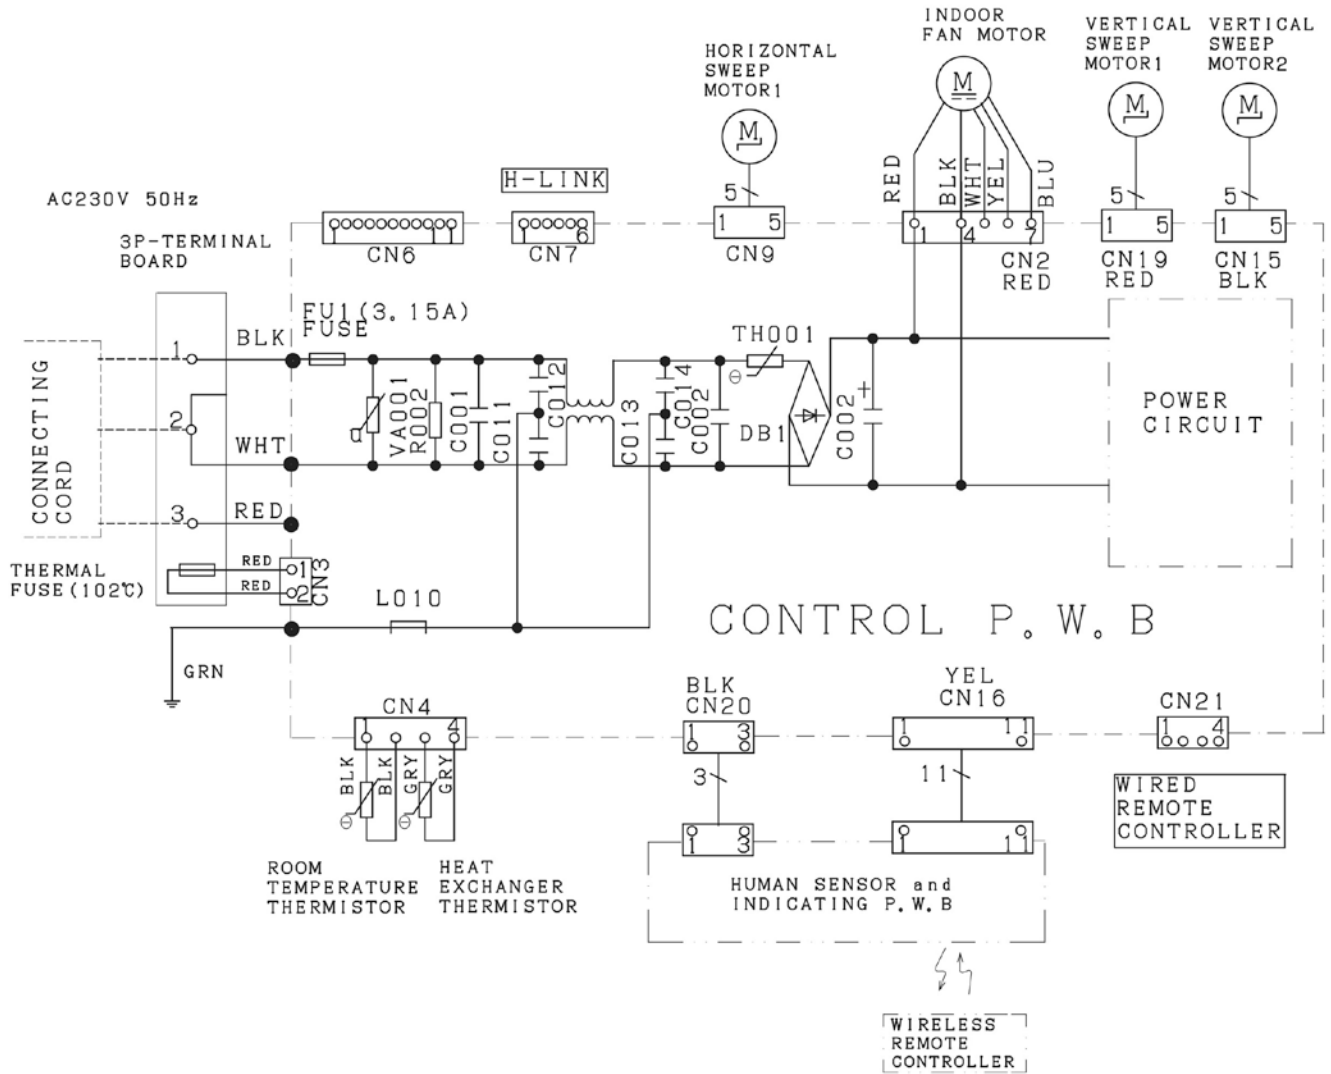 INDOOR
FAN MOTOR
VERTICAL
SWEEP
MOTOR1
VERTICAL
SWEEP
MOTOR2
HORIZONTAL
SWEEP
MOTOR1
M
M
M
M
RED
BLK
WHT
YEL
BLU
5
5
5
H-LINK
AC230V 50Hz
3P-TERMINAL
BOARD
1 11
CN6
1 6
CN7
1 5
CN9
1 4 7
CN2
RED
1 5
CN19
RED
1 5
CN15
BLK
FU1(3.15A)
FUSE
BLK
1
2
WHT
3
RED
CONNECTING
CORD
α
VA001
R002
C001
C011
C012
C013
C014
C002
TH001
⊖
DB1
+
C002
POWER
CIRCUIT
THERMAL
FUSE(102℃)
RED
RED
1
2
CN3
L010
GRN
CONTROL P.W.B
CN4
1 4
BLK
BLK
GRY
GRY
⊖
⊖
ROOM
TEMPERATURE
THERMISTOR
HEAT
EXCHANGER
THERMISTOR
BLK
CN20
1 3
3
1 3
YEL
CN16
1 11
11
1 11
CN21
1 4
WIRED
REMOTE
CONTROLLER
HUMAN SENSOR and
INDICATING P.W.B
WIRELESS
REMOTE
CONTROLLER